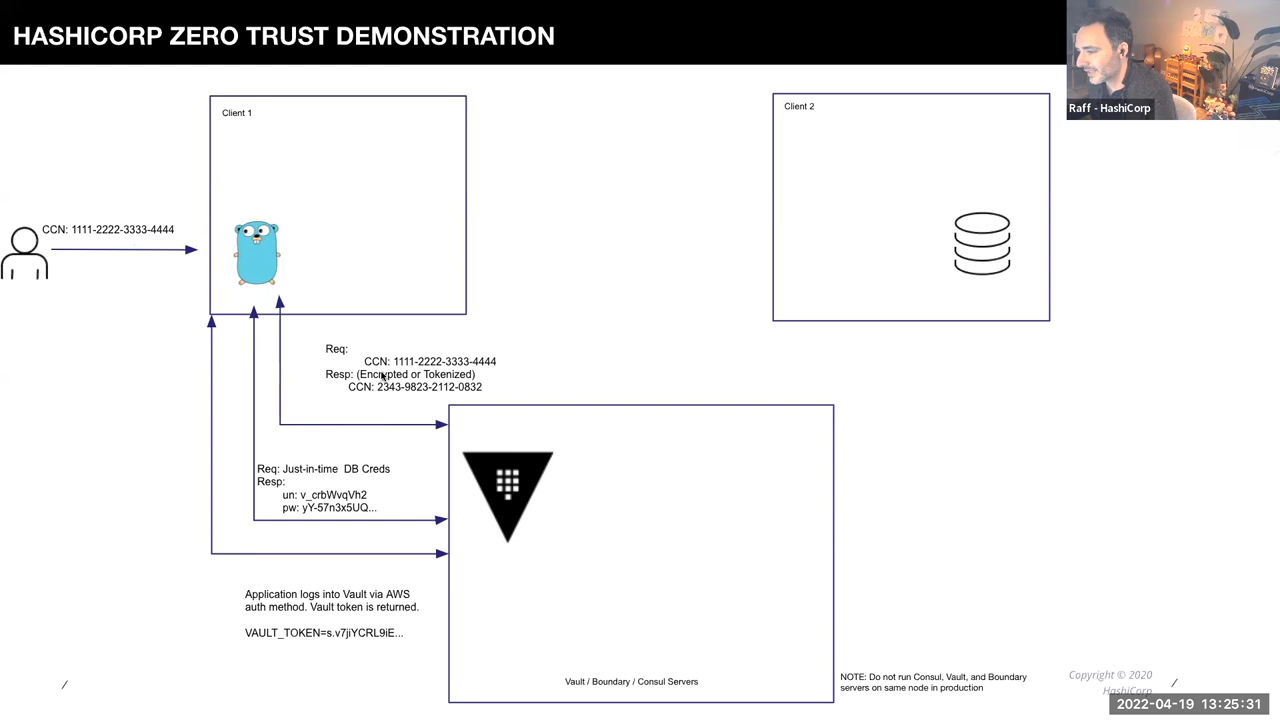 HASHICORP ZERO TRUST DEMONSTRATION
Raff - HashiCorp
Client 1
Client 2
CCN: 1111-2222-3333-4444
Req:
CCN: 1111-2222-3333-4444
Resp: (Encrypted or Tokenized)
CCN: 2343-9823-2112-0832
Req: Just-in-time DB Creds
Resp:
un: v_crbWvqVh2
pw: yY-57n3x5UQ...
Application logs into Vault via AWS
auth method. Vault token is returned.
VAULT_TOKEN=s.v7jiYCRL9iE...
Vault / Boundary / Consul Servers
NOTE: Do not run Consul, Vault, and Boundary
servers on same node in production
/
Copyright © 2020
HashiCorp
/
2022-04-19 13:25:31